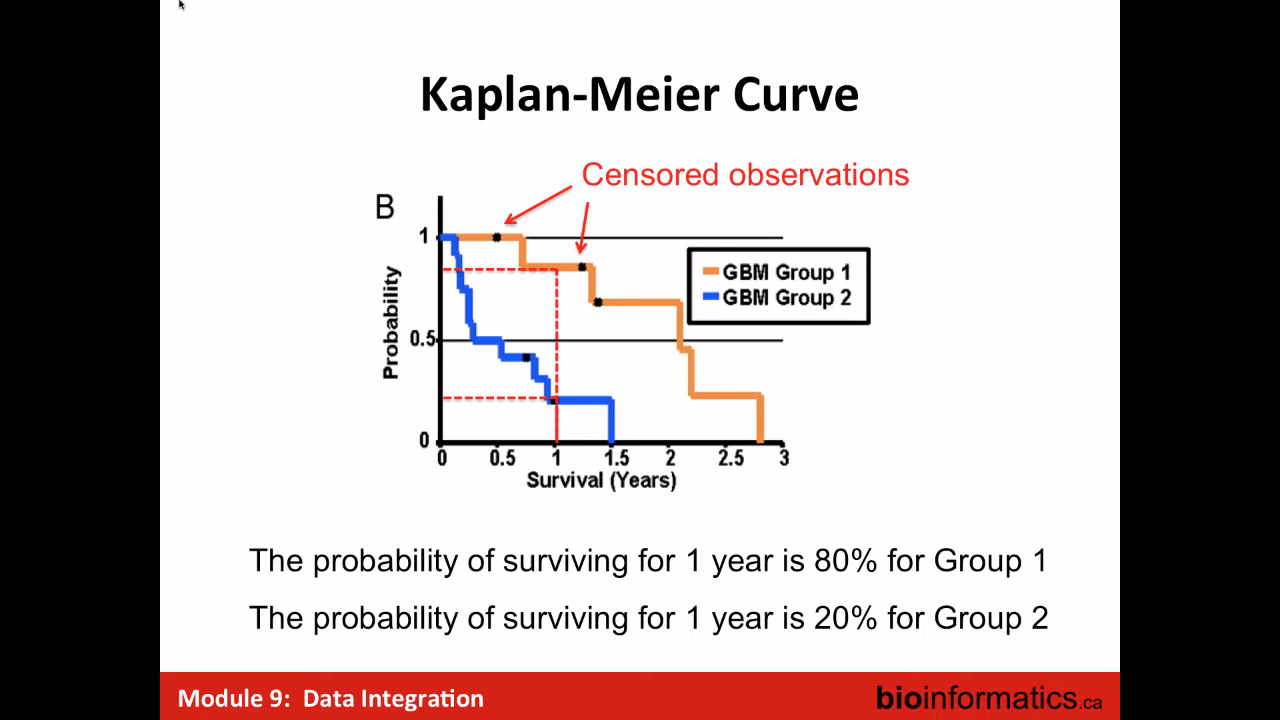 Kaplan-Meier Curve
Censored observations
B
1
0.5
0
Probability
GBM Group 1
GBM Group 2
0 0.5 1 1.5 2 2.5 3
Survival (Years)
The probability of surviving for 1 year is 80% for Group 1
The probability of surviving for 1 year is 20% for Group 2
Module 9: Data Integration
bioinformatics.ca